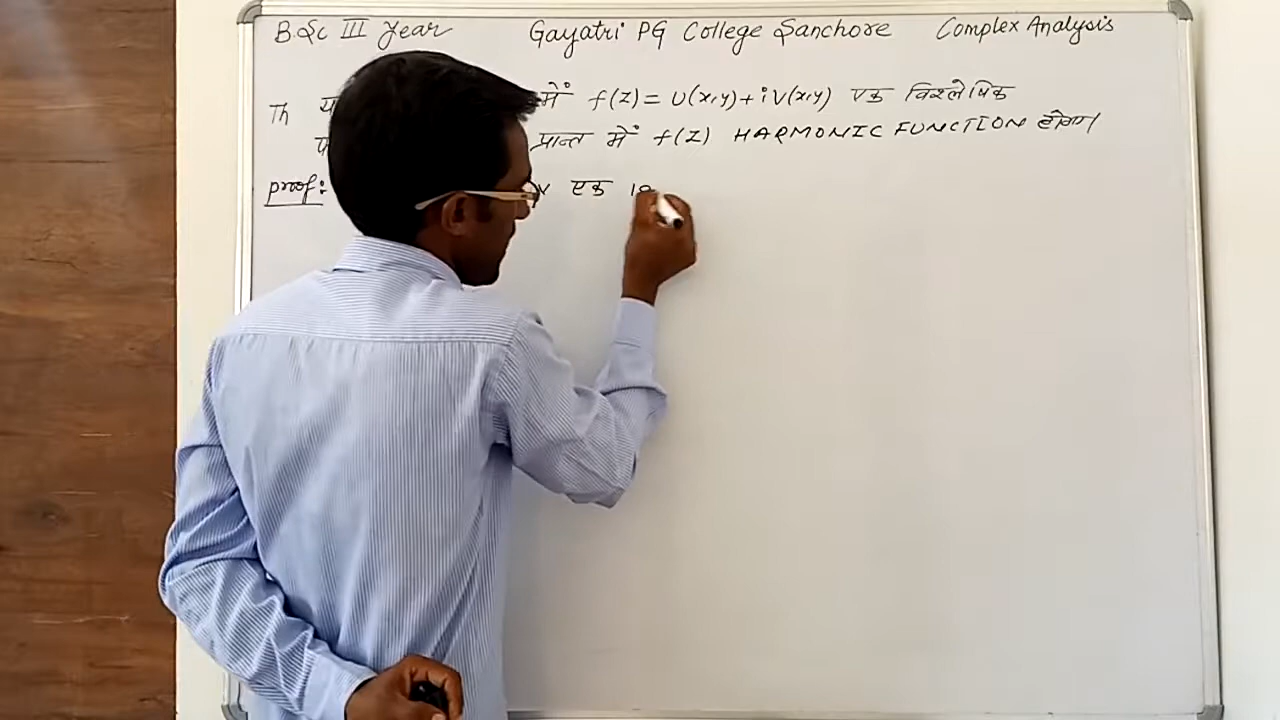 B.Sc III Year Gayatri PG College Sanchore Complex Analysis
Th में f(z) = U(x,y) + iV(x,y) एक विश्लेषिक
प्रान्त में f(z) HARMONIC FUNCTION होगा।
proof: v एक